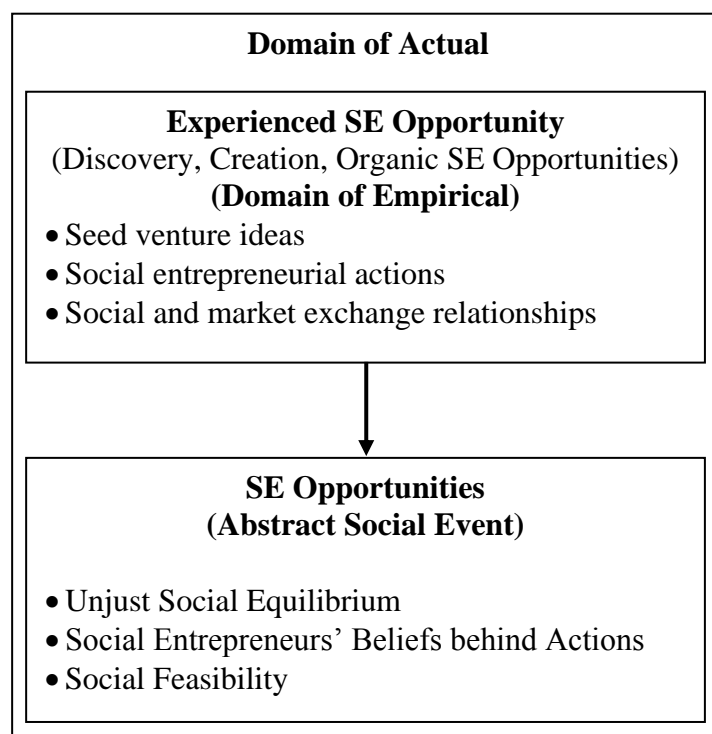 Domain of Actual
Experienced SE Opportunity
(Discovery, Creation, Organic SE Opportunities)
(Domain of Empirical)
• Seed venture ideas
• Social entrepreneurial actions
• Social and market exchange relationships
SE Opportunities
(Abstract Social Event)
• Unjust Social Equilibrium
• Social Entrepreneurs’ Beliefs behind Actions
• Social Feasibility